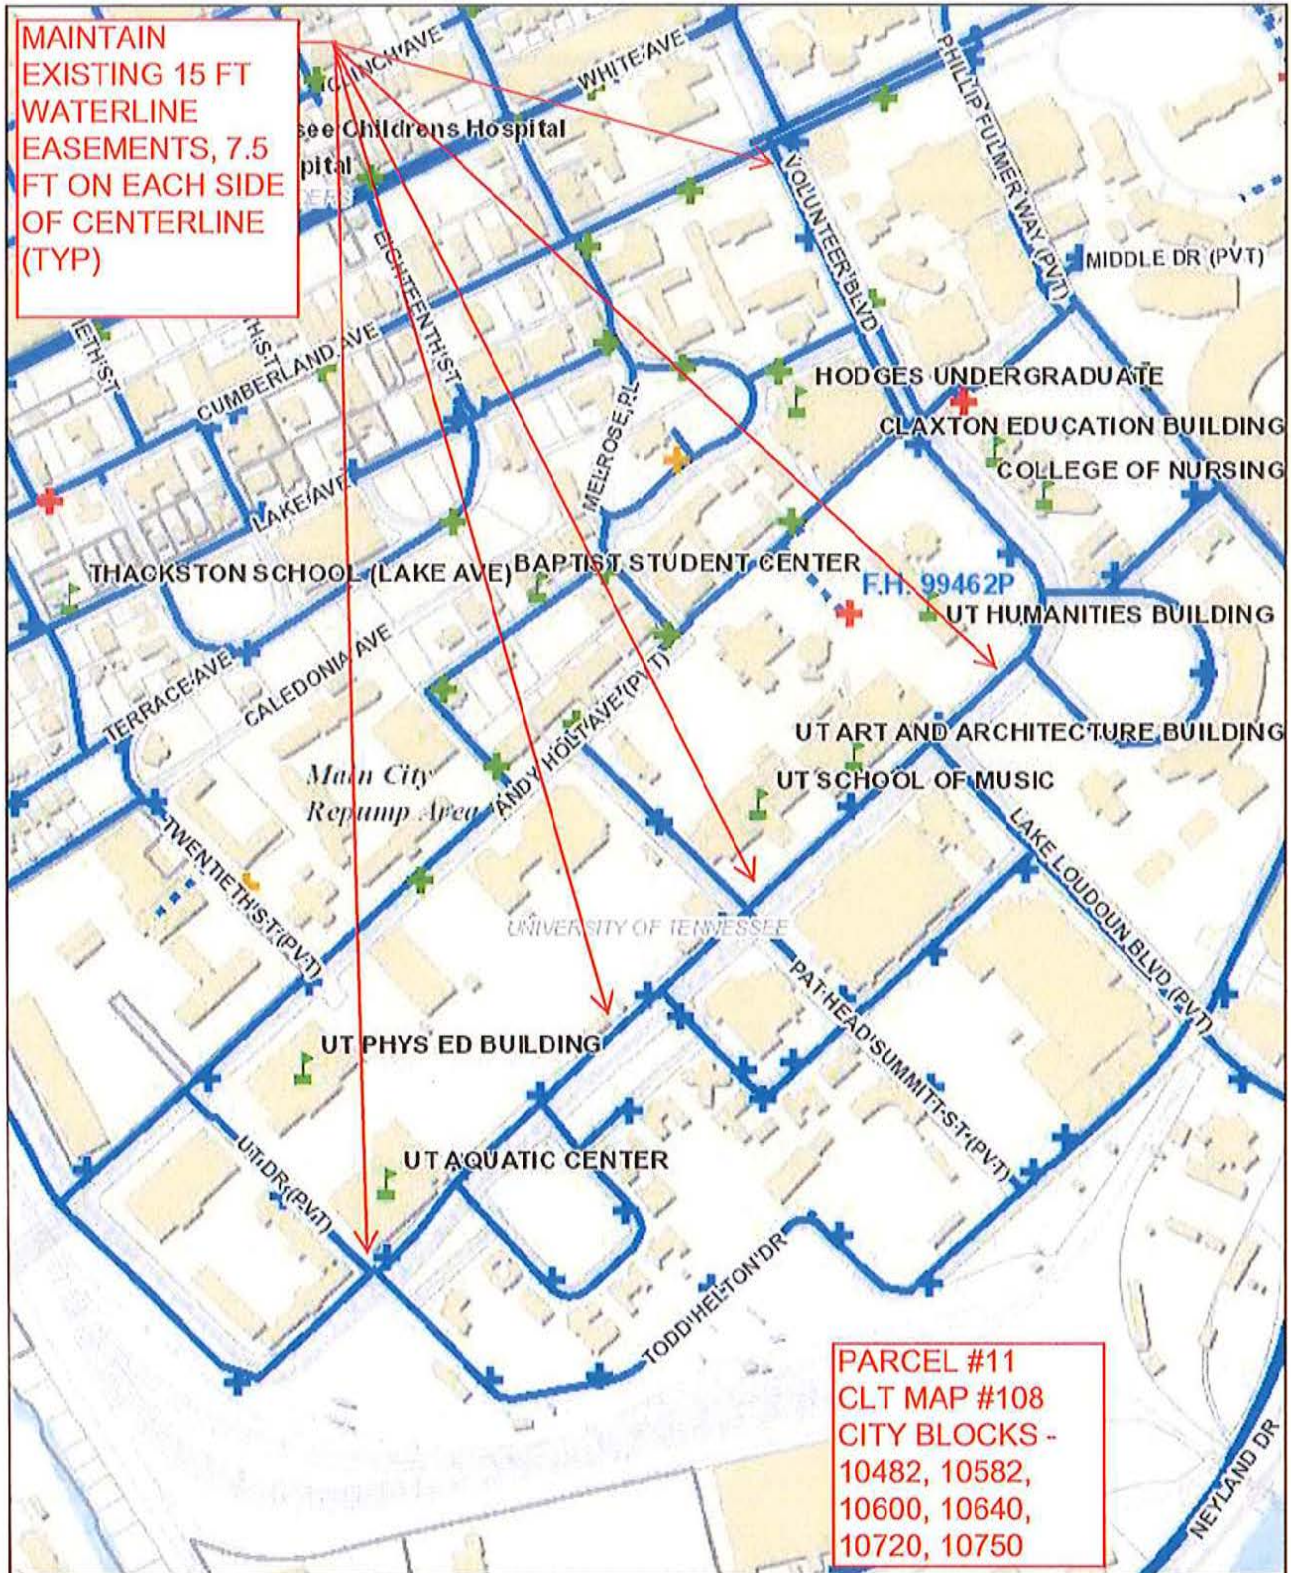 MAINTAIN
EXISTING 15 FT
WATERLINE
EASEMENTS, 7.5
FT ON EACH SIDE
OF CENTERLINE
(TYP)
WHITE AVE
PHILLIP FULMER WAY (PVT)
see Childrens Hospital
pital
VOLUNTEER BLVD
EIGHTEENTH ST
MIDDLE DR (PVT)
IETH ST
TH ST
CUMBERLAND AVE
HODGES UNDERGRADUATE
MELROSE PL
CLAXTON EDUCATION BUILDING
COLLEGE OF NURSING
LAKE AVE
THACKSTON SCHOOL (LAKE AVE)
BAPTIST STUDENT CENTER
F.H. 99462P
UT HUMANITIES BUILDING
TERRACE AVE
CALEDONIA AVE
ANDY HOLT AVE (PVT)
UT ART AND ARCHITECTURE BUILDING
Main City
Repump Area
UT SCHOOL OF MUSIC
TWENTIETH ST (PVT)
LAKE LOUDOUN BLVD (PVT)
UNIVERSITY OF TENNESSEE
PAT HEAD SUMMITT ST (PVT)
UT PHYS ED BUILDING
UT DR (PVT)
UT AQUATIC CENTER
TODD HELTON DR
PARCEL #11
CLT MAP #108
CITY BLOCKS -
10482, 10582,
10600, 10640,
10720, 10750
NEYLAND DR